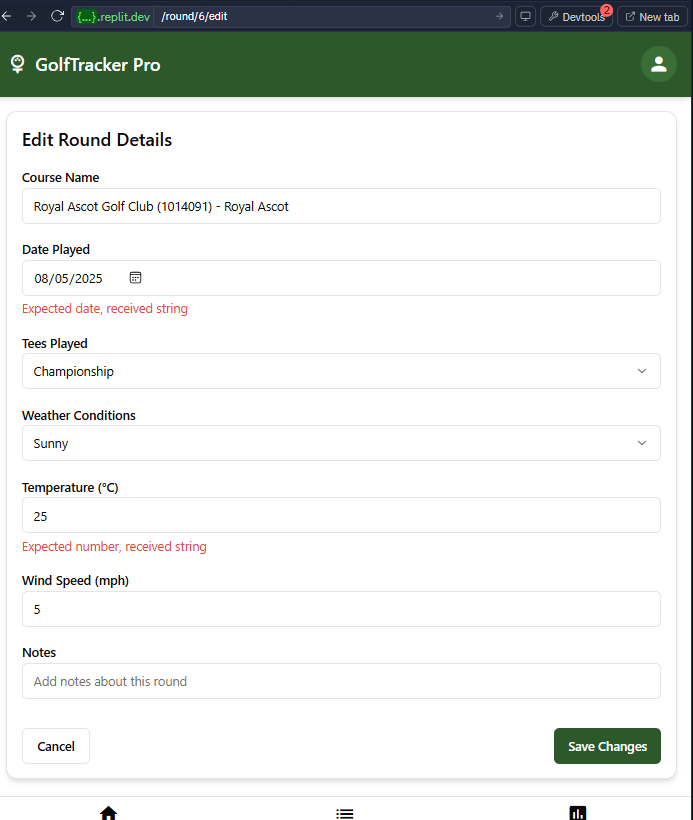 {...}.replit.dev /round/6/edit Devtools 2 New tab
GolfTracker Pro
Edit Round Details
Course Name
Royal Ascot Golf Club (1014091) - Royal Ascot
Date Played
08/05/2025
Expected date, received string
Tees Played
Championship
Weather Conditions
Sunny
Temperature (°C)
25
Expected number, received string
Wind Speed (mph)
5
Notes
Add notes about this round
Cancel Save Changes